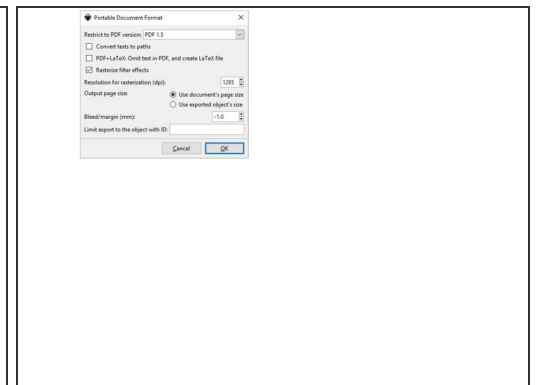 Portable Document Format
Restrict to PDF version: PDF 1.5
Convert texts to paths
PDF+LaTeX: Omit text in PDF, and create LaTeX file
Rasterize filter effects
Resolution for rasterization (dpi): 1285
Output page size: Use document's page size
Use exported object's size
Bleed/margin (mm): -1.0
Limit export to the object with ID:
Cancel OK